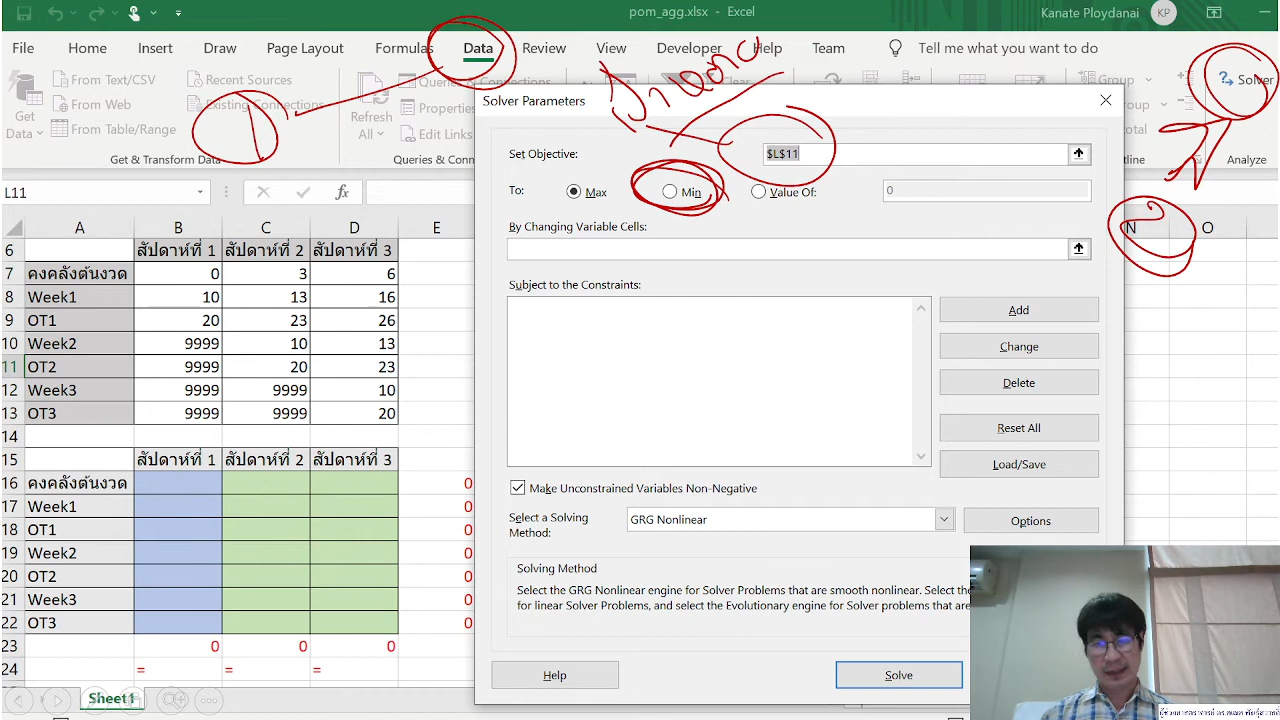 pom_agg.xlsx - Excel
Kanate Ploydanai KP
File Home Insert Draw Page Layout Formulas Data Review View Developer Help Team Tell me what you want to do
From Text/CSV
From Web
From Table/Range
Recent Sources
Existing Connections
Get
Data
Get & Transform Data
Refresh
All
Queries & Connections
Properties
Edit Links
Queries & Conn
Clear
Group
Solver
Analyze
1
2
L11
Solver Parameters
Set Objective: $L$11
To: Max Min Value Of: 0
By Changing Variable Cells:
Subject to the Constraints:
Add
Change
Delete
Reset All
Load/Save
Make Unconstrained Variables Non-Negative
Select a Solving
Method:
GRG Nonlinear
Options
Solving Method
Select the GRG Nonlinear engine for Solver Problems that are smooth nonlinear. Select
for linear Solver Problems, and select the Evolutionary engine for Solver problems that are
Help
Solve
A B C D E N O
6 สัปดาห์ที่ 1 สัปดาห์ที่ 2 สัปดาห์ที่ 3
7 คงคลังต้นงวด 0 3 6
8 Week1 10 13 16
9 OT1 20 23 26
10 Week2 9999 10 13
11 OT2 9999 20 23
12 Week3 9999 9999 10
13 OT3 9999 9999 20
14
15 สัปดาห์ที่ 1 สัปดาห์ที่ 2 สัปดาห์ที่ 3
16 คงคลังต้นงวด 0
17 Week1 0
18 OT1 0
19 Week2 0
20 OT2 0
21 Week3 0
22 OT3 0
23 0 0 0
24 = = =
Sheet1